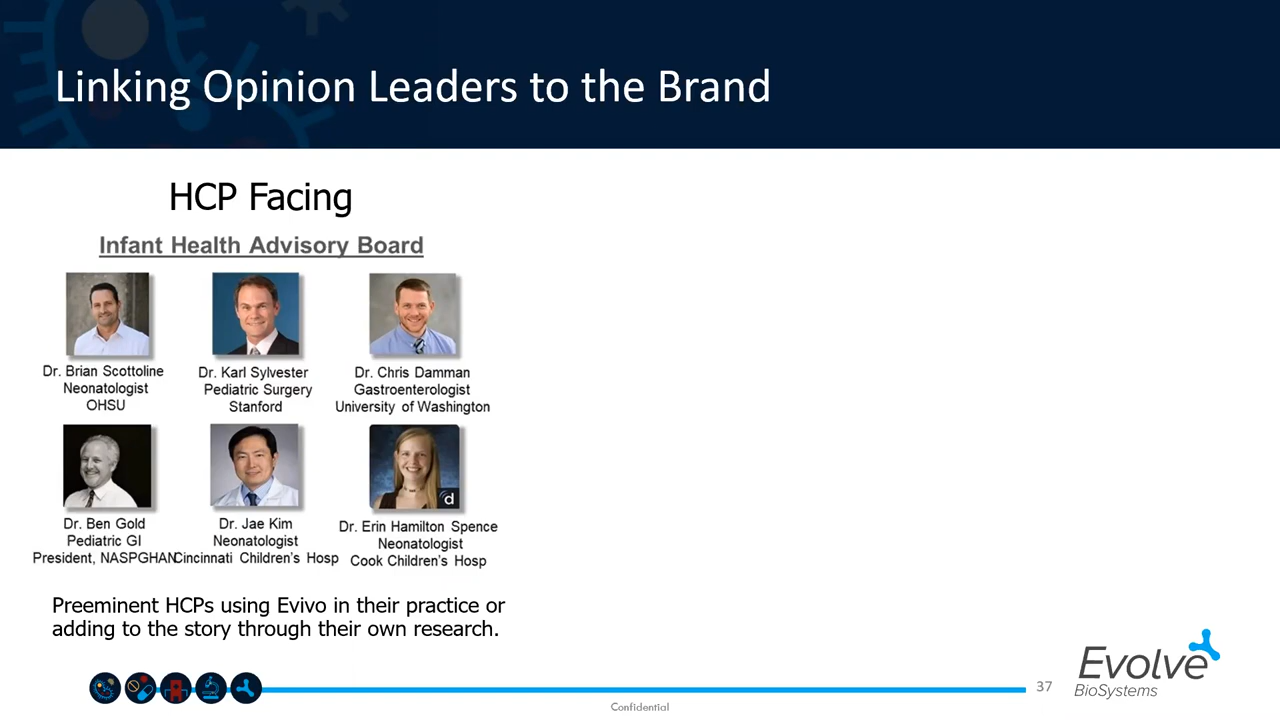 Linking Opinion Leaders to the Brand
HCP Facing
Infant Health Advisory Board
Dr. Brian Scottoline
Neonatologist
OHSU
Dr. Karl Sylvester
Pediatric Surgery
Stanford
Dr. Chris Damman
Gastroenterologist
University of Washington
d
Dr. Ben Gold
Pediatric GI
President, NASPGHAN
Dr. Jae Kim
Neonatologist
Cincinnati Children's Hosp
Dr. Erin Hamilton Spence
Neonatologist
Cook Children's Hosp
Preeminent HCPs using Evivo in their practice or
adding to the story through their own research.
37
Evolve
BioSystems
Confidential